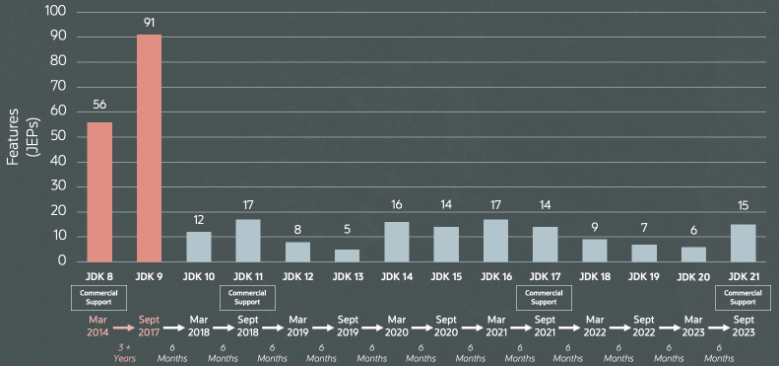 100
90
80
70
60
50
40
30
20
10
0
Features
(JEPs)
56
91
12
17
8
5
16
14
17
14
9
7
6
15
JDK 8 JDK 9 JDK 10 JDK 11 JDK 12 JDK 13 JDK 14 JDK 15 JDK 16 JDK 17 JDK 18 JDK 19 JDK 20 JDK 21
Commercial Commercial Commercial Commercial
Support Support Support Support
Mar Sept Mar Sept Mar Sept Mar Sept Mar Sept Mar Sept Mar Sept
2014 2017 2018 2018 2019 2019 2020 2020 2021 2021 2022 2022 2023 2023
3 + 6 6 6 6 6 6 6 6 6 6 6 6
Years Months Months Months Months Months Months Months Months Months Months Months Months